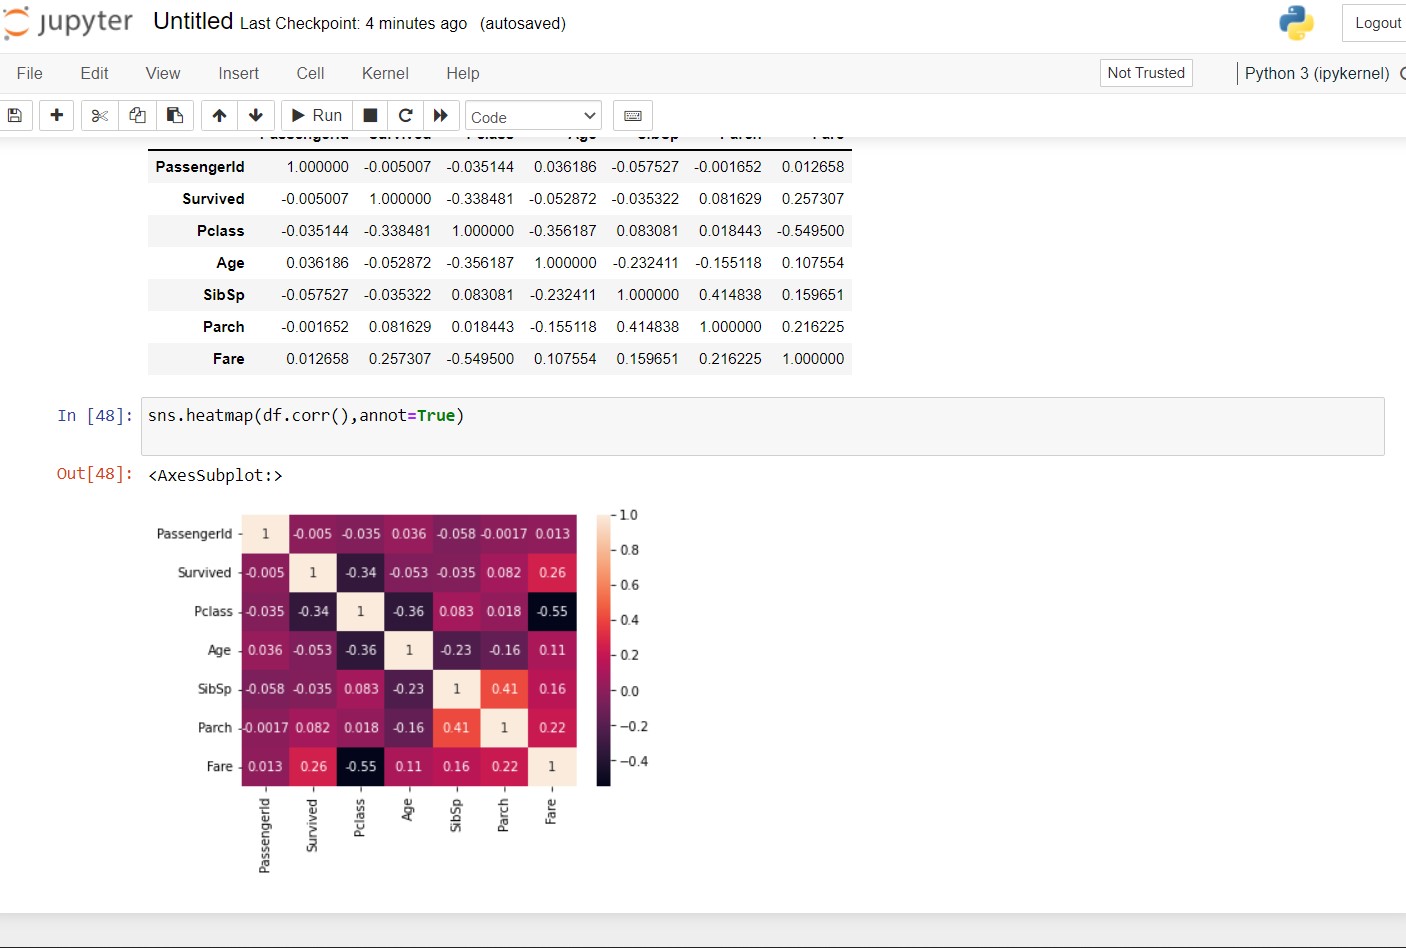 jupyter Untitled Last Checkpoint: 4 minutes ago (autosaved) Logout
File Edit View Insert Cell Kernel Help Not Trusted Python 3 (ipykernel)
Run Code
PassengerId Survived Pclass Age SibSp Parch Fare
PassengerId 1.000000 -0.005007 -0.035144 0.036186 -0.057527 -0.001652 0.012658
Survived -0.005007 1.000000 -0.338481 -0.052872 -0.035322 0.081629 0.257307
Pclass -0.035144 -0.338481 1.000000 -0.356187 0.083081 0.018443 -0.549500
Age 0.036186 -0.052872 -0.356187 1.000000 -0.232411 -0.155118 0.107554
SibSp -0.057527 -0.035322 0.083081 -0.232411 1.000000 0.414838 0.159651
Parch -0.001652 0.081629 0.018443 -0.155118 0.414838 1.000000 0.216225
Fare 0.012658 0.257307 -0.549500 0.107554 0.159651 0.216225 1.000000
In [48]: sns.heatmap(df.corr(),annot=True)
Out[48]: <AxesSubplot:>
PassengerId 1 -0.005 -0.035 0.036 -0.058 -0.0017 0.013
Survived -0.005 1 -0.34 -0.053 -0.035 0.082 0.26
Pclass -0.035 -0.34 1 -0.36 0.083 0.018 -0.55
Age 0.036 -0.053 -0.36 1 -0.23 -0.16 0.11
SibSp -0.058 -0.035 0.083 -0.23 1 0.41 0.16
Parch -0.0017 0.082 0.018 -0.16 0.41 1 0.22
Fare 0.013 0.26 -0.55 0.11 0.16 0.22 1
PassengerId Survived Pclass Age SibSp Parch Fare
1.0
0.8
0.6
0.4
0.2
0.0
−0.2
−0.4